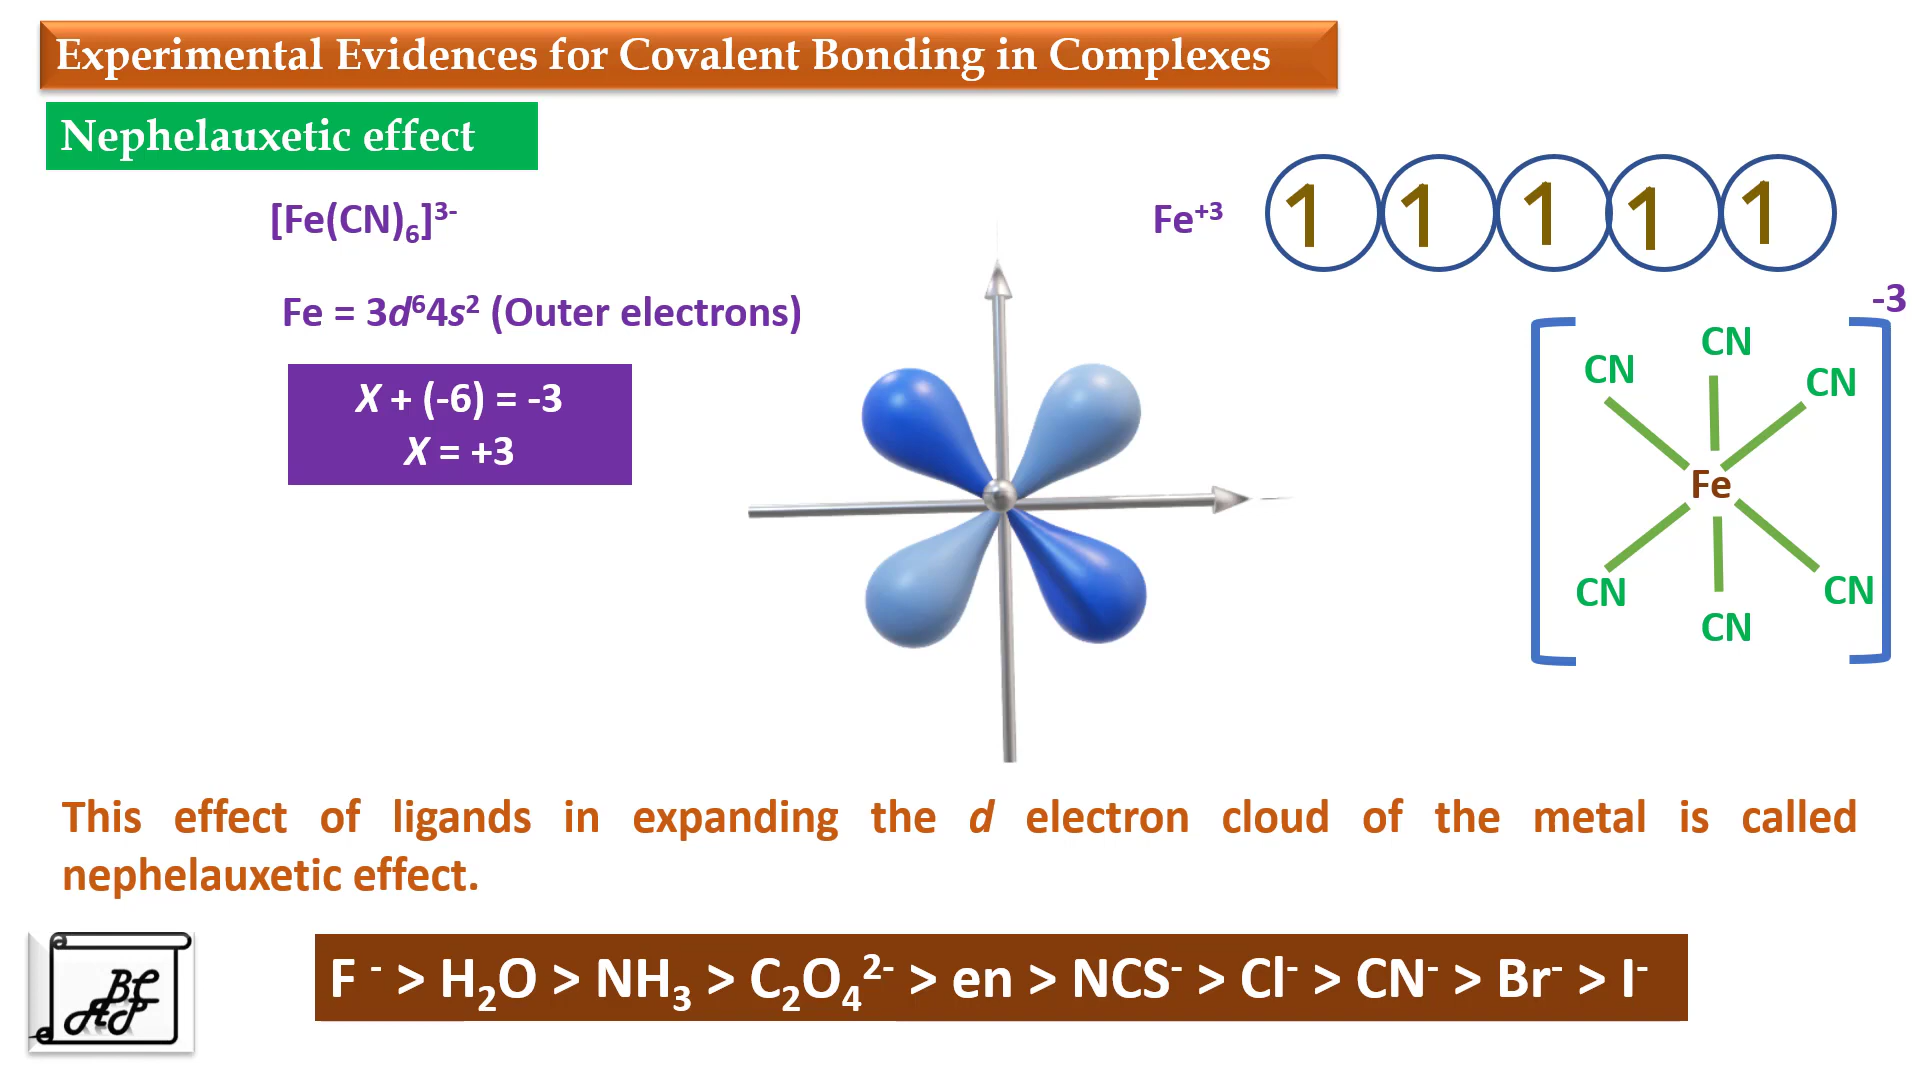 Experimental Evidences for Covalent Bonding in Complexes
Nephelauxetic effect
[Fe(CN)₆]³⁻
Fe⁺³ 1 1 1 1 1
Fe = 3d⁶4s² (Outer electrons)
X + (-6) = -3
X = +3
-3
CN
CN
CN
Fe
CN
CN
CN
This effect of ligands in expanding the d electron cloud of the metal is called
nephelauxetic effect.
F ⁻ > H₂O > NH₃ > C₂O₄²⁻ > en > NCS⁻ > Cl⁻ > CN⁻ > Br⁻ > I⁻